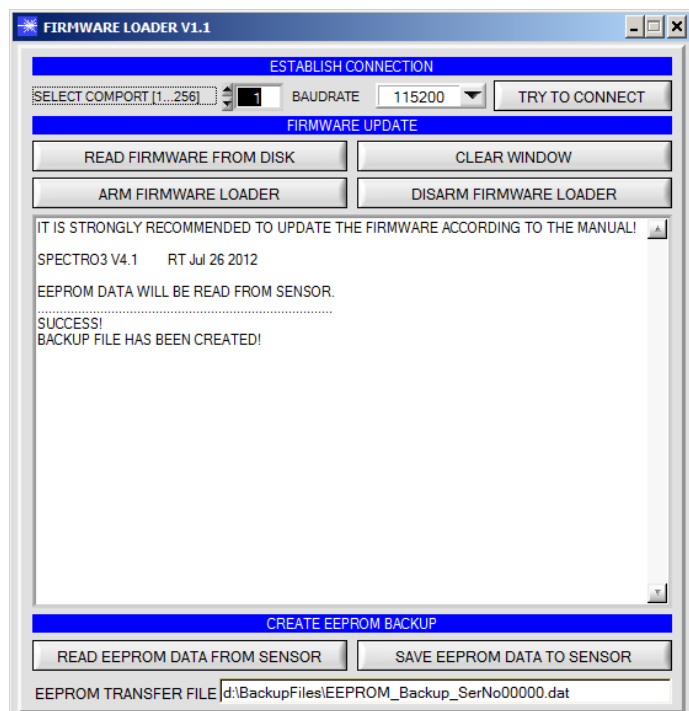 FIRMWARE LOADER V1.1
ESTABLISH CONNECTION
SELECT COMPORT [1...256] 1 BAUDRATE 115200 TRY TO CONNECT
FIRMWARE UPDATE
READ FIRMWARE FROM DISK CLEAR WINDOW
ARM FIRMWARE LOADER DISARM FIRMWARE LOADER
IT IS STRONGLY RECOMMENDED TO UPDATE THE FIRMWARE ACCORDING TO THE MANUAL!
SPECTRO3 V4.1 RT Jul 26 2012
EEPROM DATA WILL BE READ FROM SENSOR.
................................................................................
SUCCESS!
BACKUP FILE HAS BEEN CREATED!
CREATE EEPROM BACKUP
READ EEPROM DATA FROM SENSOR SAVE EEPROM DATA TO SENSOR
EEPROM TRANSFER FILE d:\BackupFiles\EEPROM_Backup_SerNo00000.dat